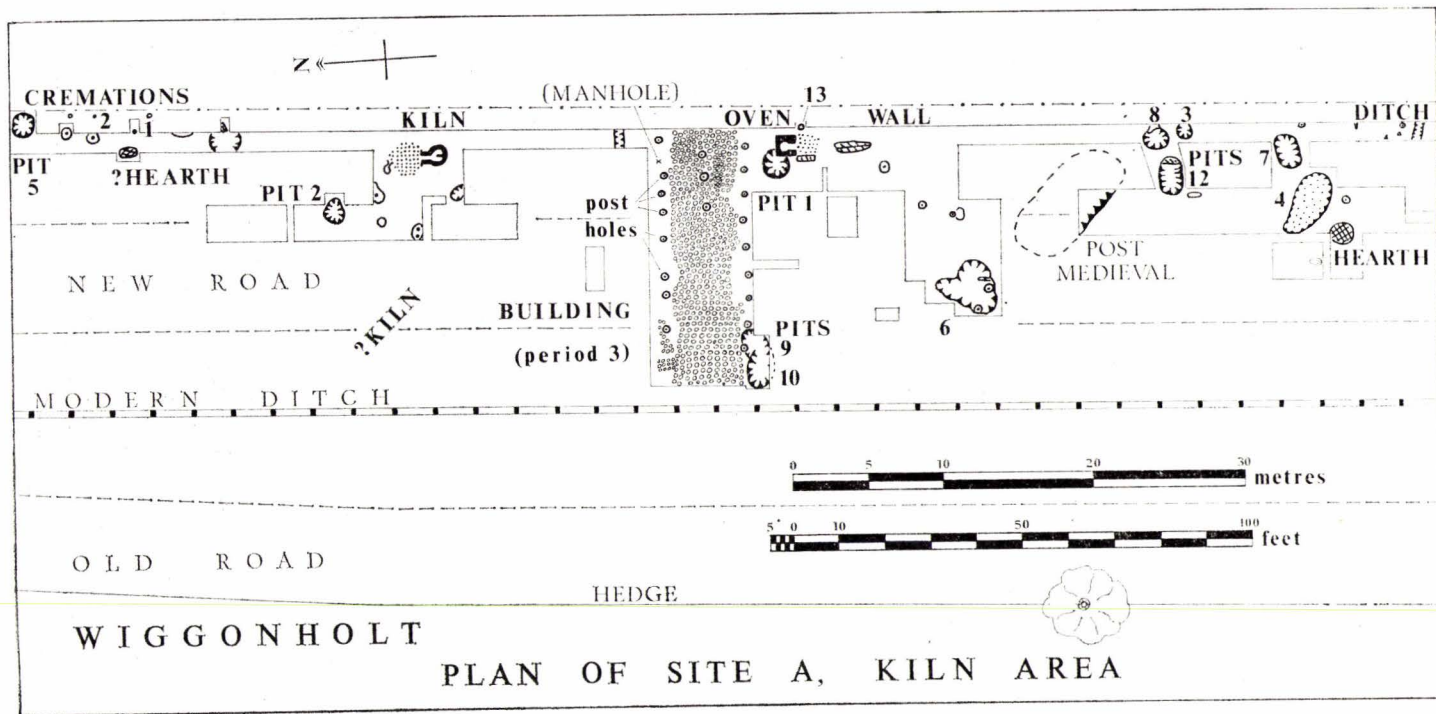 N
(MANHOLE)
13
CREMATIONS
2
1
KILN
OVEN
WALL
8
3
DITCH
PIT
5
?HEARTH
PIT 2
post
holes
PIT 1
PITS
12
7
4
HEARTH
POST
MEDIEVAL
NEW ROAD
?KILN
BUILDING
(period 3)
PITS
9
10
6
MODERN DITCH
0 5 10 20 30
metres
5 0 10 50 100
feet
OLD ROAD
HEDGE
WIGGONHOLT
PLAN OF SITE A, KILN AREA